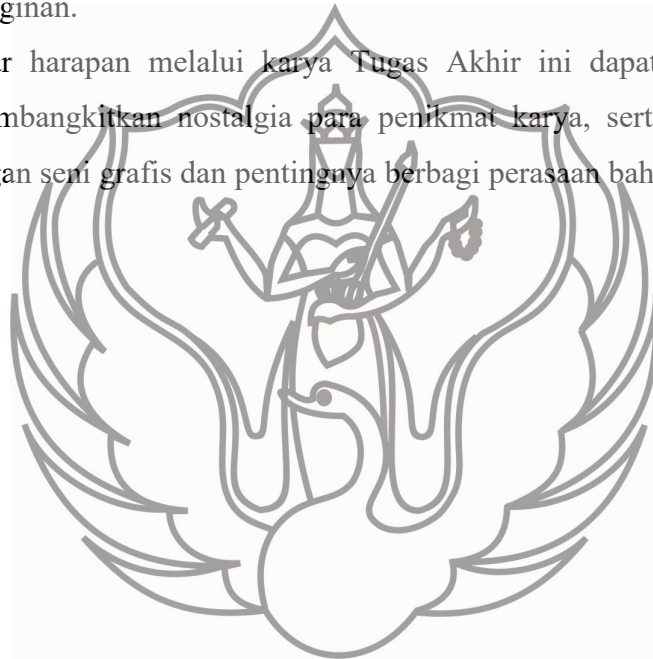 ginan.
r harapan melalui karya Tugas Akhir ini dapat
mbangkitkan nostalgia para penikmat karya, sert
gan seni grafis dan pentingnya berbagi perasaan bah